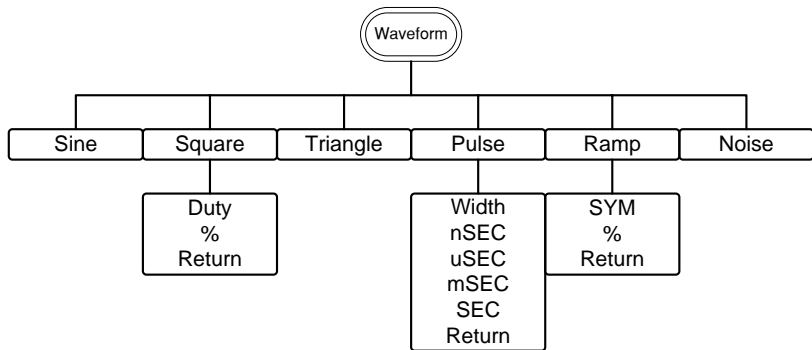 Waveform
Sine
Square
Triangle
Pulse
Ramp
Noise
Duty
%
Return
Width
nSEC
uSEC
mSEC
SEC
Return
SYM
%
Return